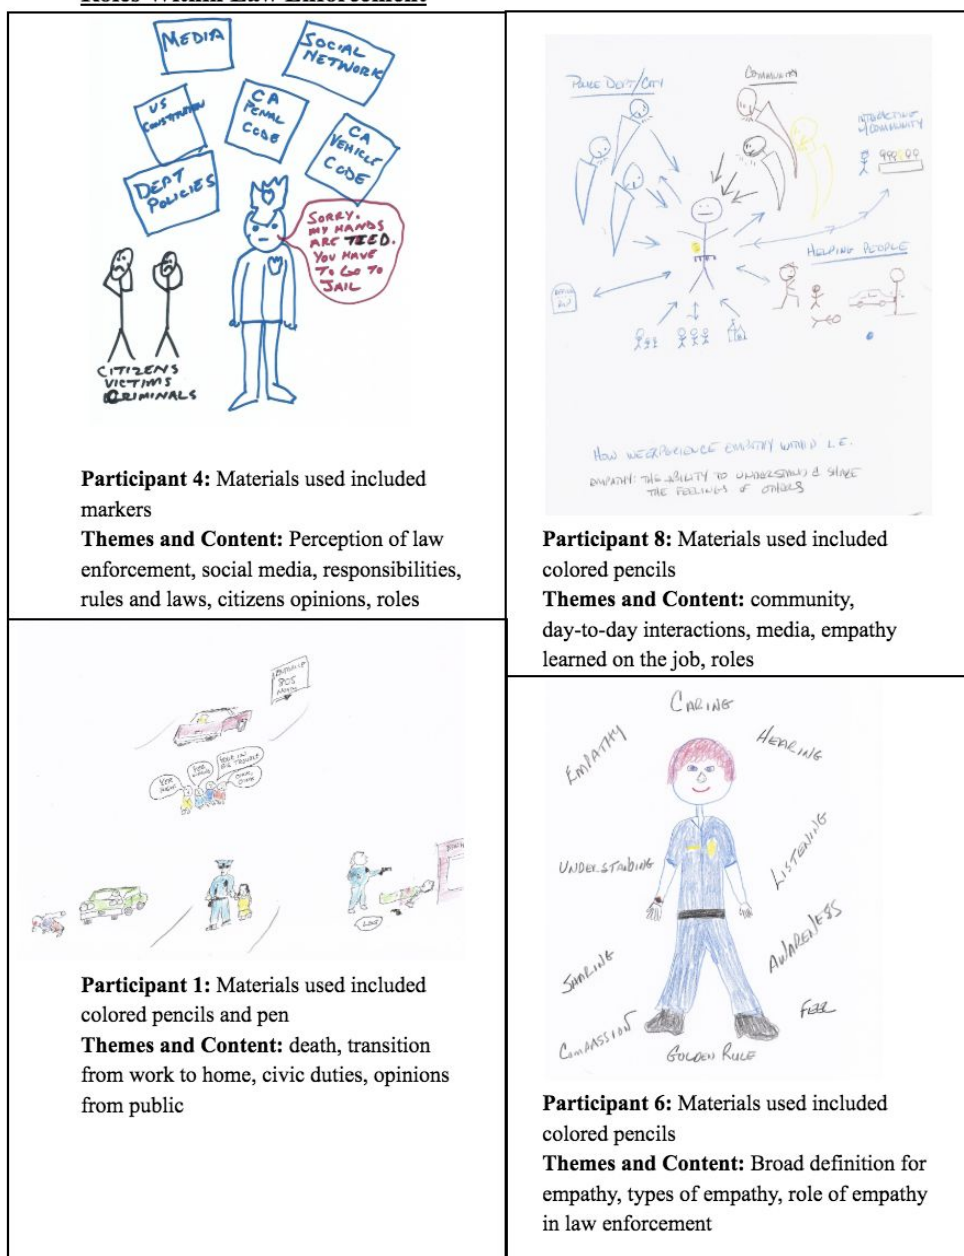 Roles Within Law Enforcement
MEDIA
SOCIAL
NETWORK
US
CONSTITUTION
CA
PENAL
CODE
CA
VEHICLE
CODE
DEPT
POLICIES
SORRY.
MY HANDS
ARE TIED.
YOU HAVE
TO GO TO
JAIL
CITIZENS
VICTIMS
CRIMINALS
Participant 4: Materials used included
markers
Themes and Content: Perception of law
enforcement, social media, responsibilities,
rules and laws, citizens opinions, roles
POLICE DEPT/CITY
COMMUNITY
INTERACTING
W/COMMUNITY
HELPING PEOPLE
HOW WE EXPERIENCE EMPATHY WITHIN L.E.
EMPATHY: THE ABILITY TO UNDERSTAND & SHARE
THE FEELINGS OF OTHERS
Participant 8: Materials used included
colored pencils
Themes and Content: community,
day-to-day interactions, media, empathy
learned on the job, roles
805
YOUR IN
BIG TROUBLE
Participant 1: Materials used included
colored pencils and pen
Themes and Content: death, transition
from work to home, civic duties, opinions
from public
CARING
EMPATHY
HEARING
UNDERSTANDING
LISTENING
SHARING
AWARENESS
COMPASSION
FEEL
GOLDEN RULE
Participant 6: Materials used included
colored pencils
Themes and Content: Broad definition for
empathy, types of empathy, role of empathy
in law enforcement